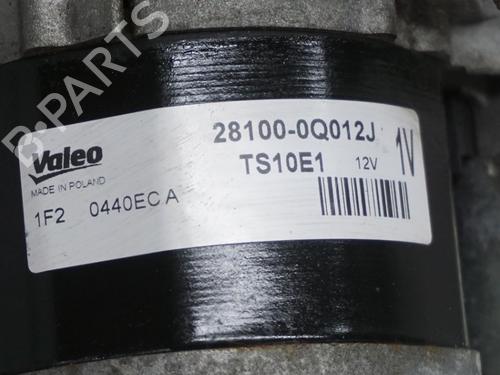 Valeo
MADE IN POLAND
1F2 0440EC A
28100-0Q012J
TS10E1 12V
1V
B-PARTS